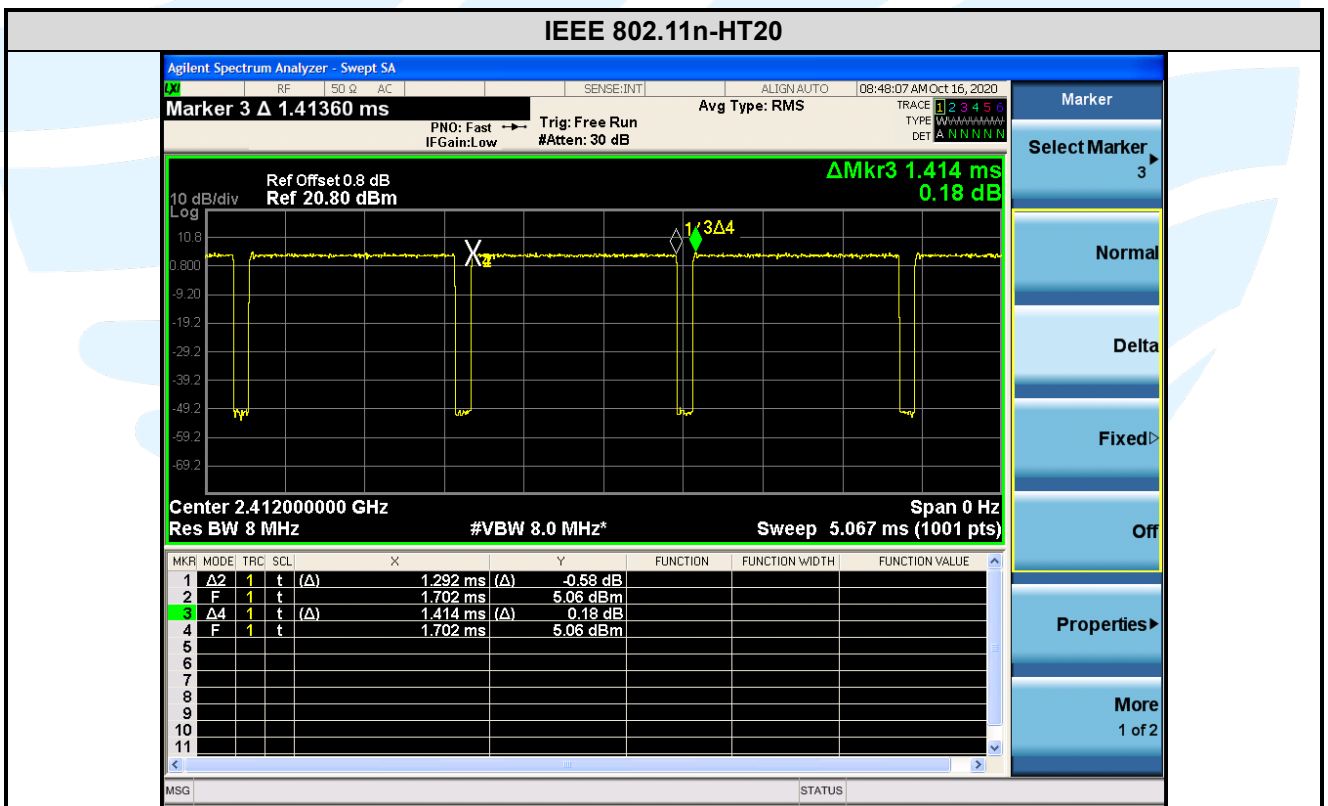 IEEE 802.11n-HT20
Agilent Spectrum Analyzer - Swept SA
LXI RF 50 Ω AC SENSE:INT ALIGN AUTO 08:48:07 AM Oct 16, 2020
Marker 3 Δ 1.41360 ms
PNO: Fast
IFGain:Low
Trig: Free Run
#Atten: 30 dB
Avg Type: RMS
TRACE 1 2 3 4 5 6
TYPE WWWWWW
DET A N N N N N
ΔMkr3 1.414 ms
0.18 dB
Ref Offset 0.8 dB
10 dB/div Ref 20.80 dBm
Log
10.8
0.800
-9.20
-19.2
-29.2
-39.2
-49.2
-59.2
-69.2
3Δ4
Center 2.412000000 GHz Span 0 Hz
Res BW 8 MHz #VBW 8.0 MHz* Sweep 5.067 ms (1001 pts)
MKR MODE TRC SCL X Y FUNCTION FUNCTION WIDTH FUNCTION VALUE
1 Δ2 1 t (Δ) 1.292 ms (Δ) -0.58 dB
2 F 1 t 1.702 ms 5.06 dBm
3 Δ4 1 t (Δ) 1.414 ms (Δ) 0.18 dB
4 F 1 t 1.702 ms 5.06 dBm
5
6
7
8
9
10
11
MSG STATUS
Marker
Select Marker
3
Normal
Delta
Fixed
Off
Properties
More
1 of 2